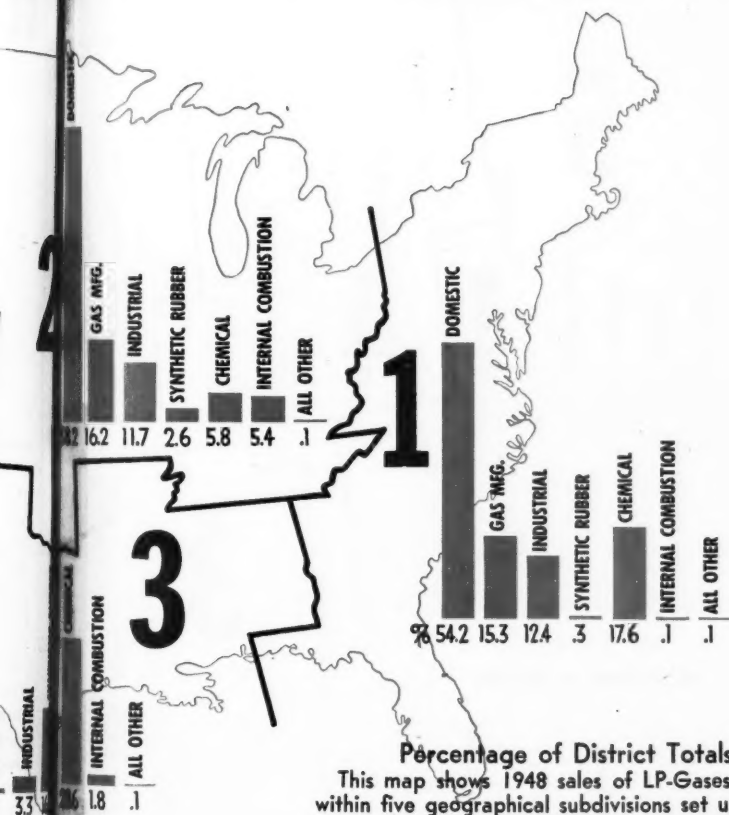 2
DOMESTIC
GAS MFG.
INDUSTRIAL
SYNTHETIC RUBBER
CHEMICAL
INTERNAL COMBUSTION
ALL OTHER
16.2 11.7 2.6 5.8 5.4 .1
1
DOMESTIC
GAS MFG.
INDUSTRIAL
SYNTHETIC RUBBER
CHEMICAL
INTERNAL COMBUSTION
ALL OTHER
% 54.2 15.3 12.4 .3 17.6 .1 .1
3
INDUSTRIAL
CHEMICAL
INTERNAL COMBUSTION
ALL OTHER
3.3 1.8 .1
Percentage of District Totals
This map shows 1948 sales of LP-Gases
within five geographical subdivisions set u